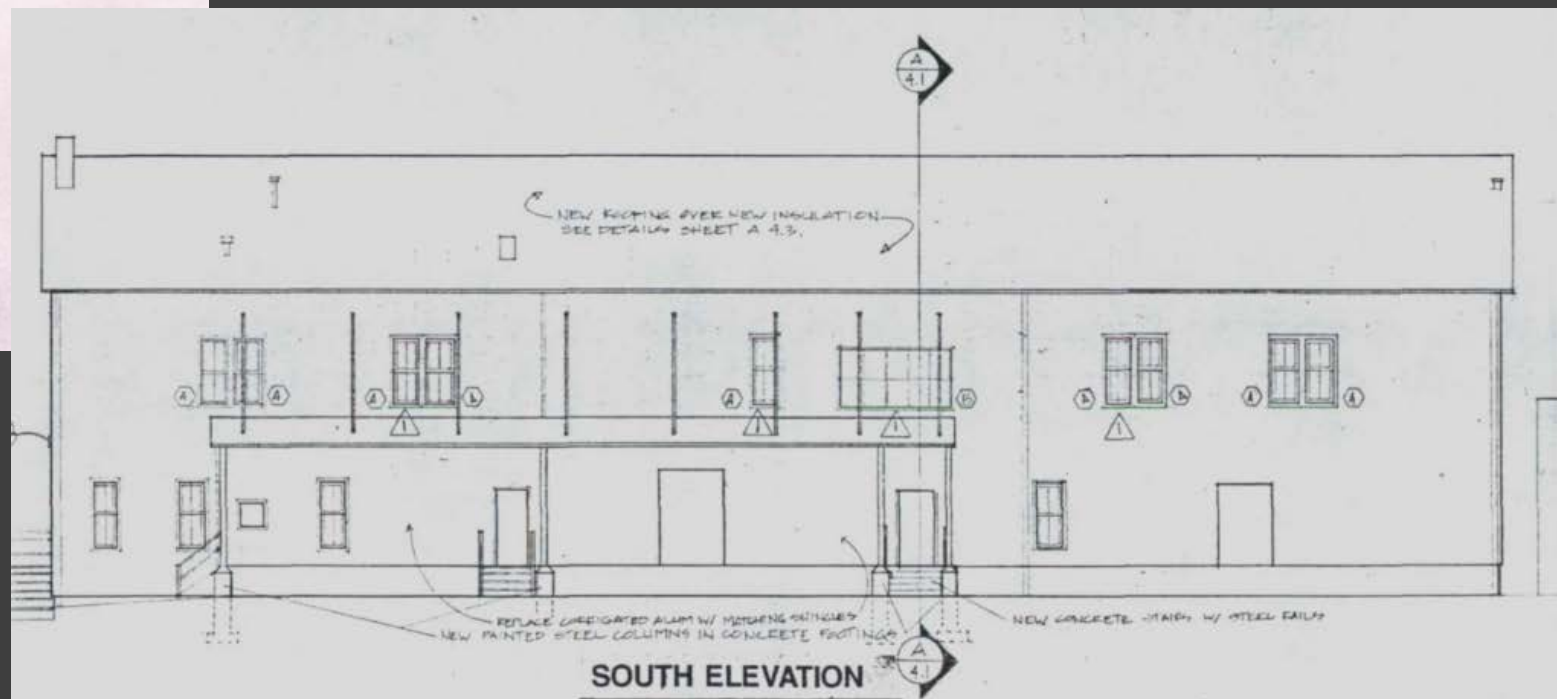 A
4.1
NEW ROOFING OVER NEW INSULATION
SEE DETAILS SHEET A 4.3.
A
A
A
A
A
B
A
A
A
A
1
1
1
1
REPLACE CORRIGATED ALUM W/ MATCHING SHINGLES
NEW PAINTED STEEL COLUMNS IN CONCRETE FOOTINGS
NEW CONCRETE STAIRS W/ STEEL RAILS
SOUTH ELEVATION
A
4.1